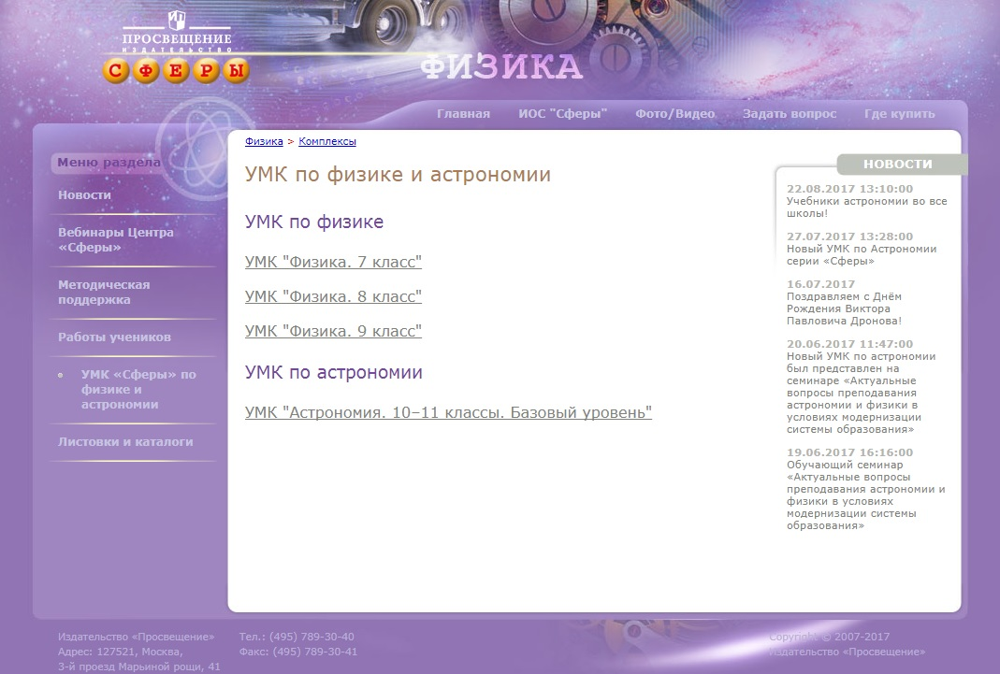 ПРОСВЕЩЕНИЕ
ИЗДАТЕЛЬСТВО
СФЕРЫ
ФИЗИКА
Главная ИОС "Сферы" Фото/Видео Задать вопрос Где купить
Меню раздела
Новости
Вебинары Центра
«Сферы»
Методическая
поддержка
Работы учеников
УМК «Сферы» по
физике и
астрономии
Листовки и каталоги
Физика > Комплексы
УМК по физике и астрономии
УМК по физике
УМК "Физика. 7 класс"
УМК "Физика. 8 класс"
УМК "Физика. 9 класс"
УМК по астрономии
УМК "Астрономия. 10–11 классы. Базовый уровень"
НОВОСТИ
22.08.2017 13:10:00
Учебники астрономии во все
школы!
27.07.2017 13:28:00
Новый УМК по Астрономии
серии «Сферы»
16.07.2017
Поздравляем с Днём
Рождения Виктора
Павловича Дронова!
20.06.2017 11:47:00
Новый УМК по астрономии
был представлен на
семинаре «Актуальные
вопросы преподавания
астрономии и физики в
условиях модернизации
системы образования»
19.06.2017 16:16:00
Обучающий семинар
«Актуальные вопросы
преподавания астрономии и
физики в условиях
модернизации системы
образования»
Издательство «Просвещение»
Адрес: 127521, Москва,
3-й проезд Марьиной рощи, 41
Тел.: (495) 789-30-40
Факс: (495) 789-30-41
Copyright © 2007-2017
Издательство «Просвещение»